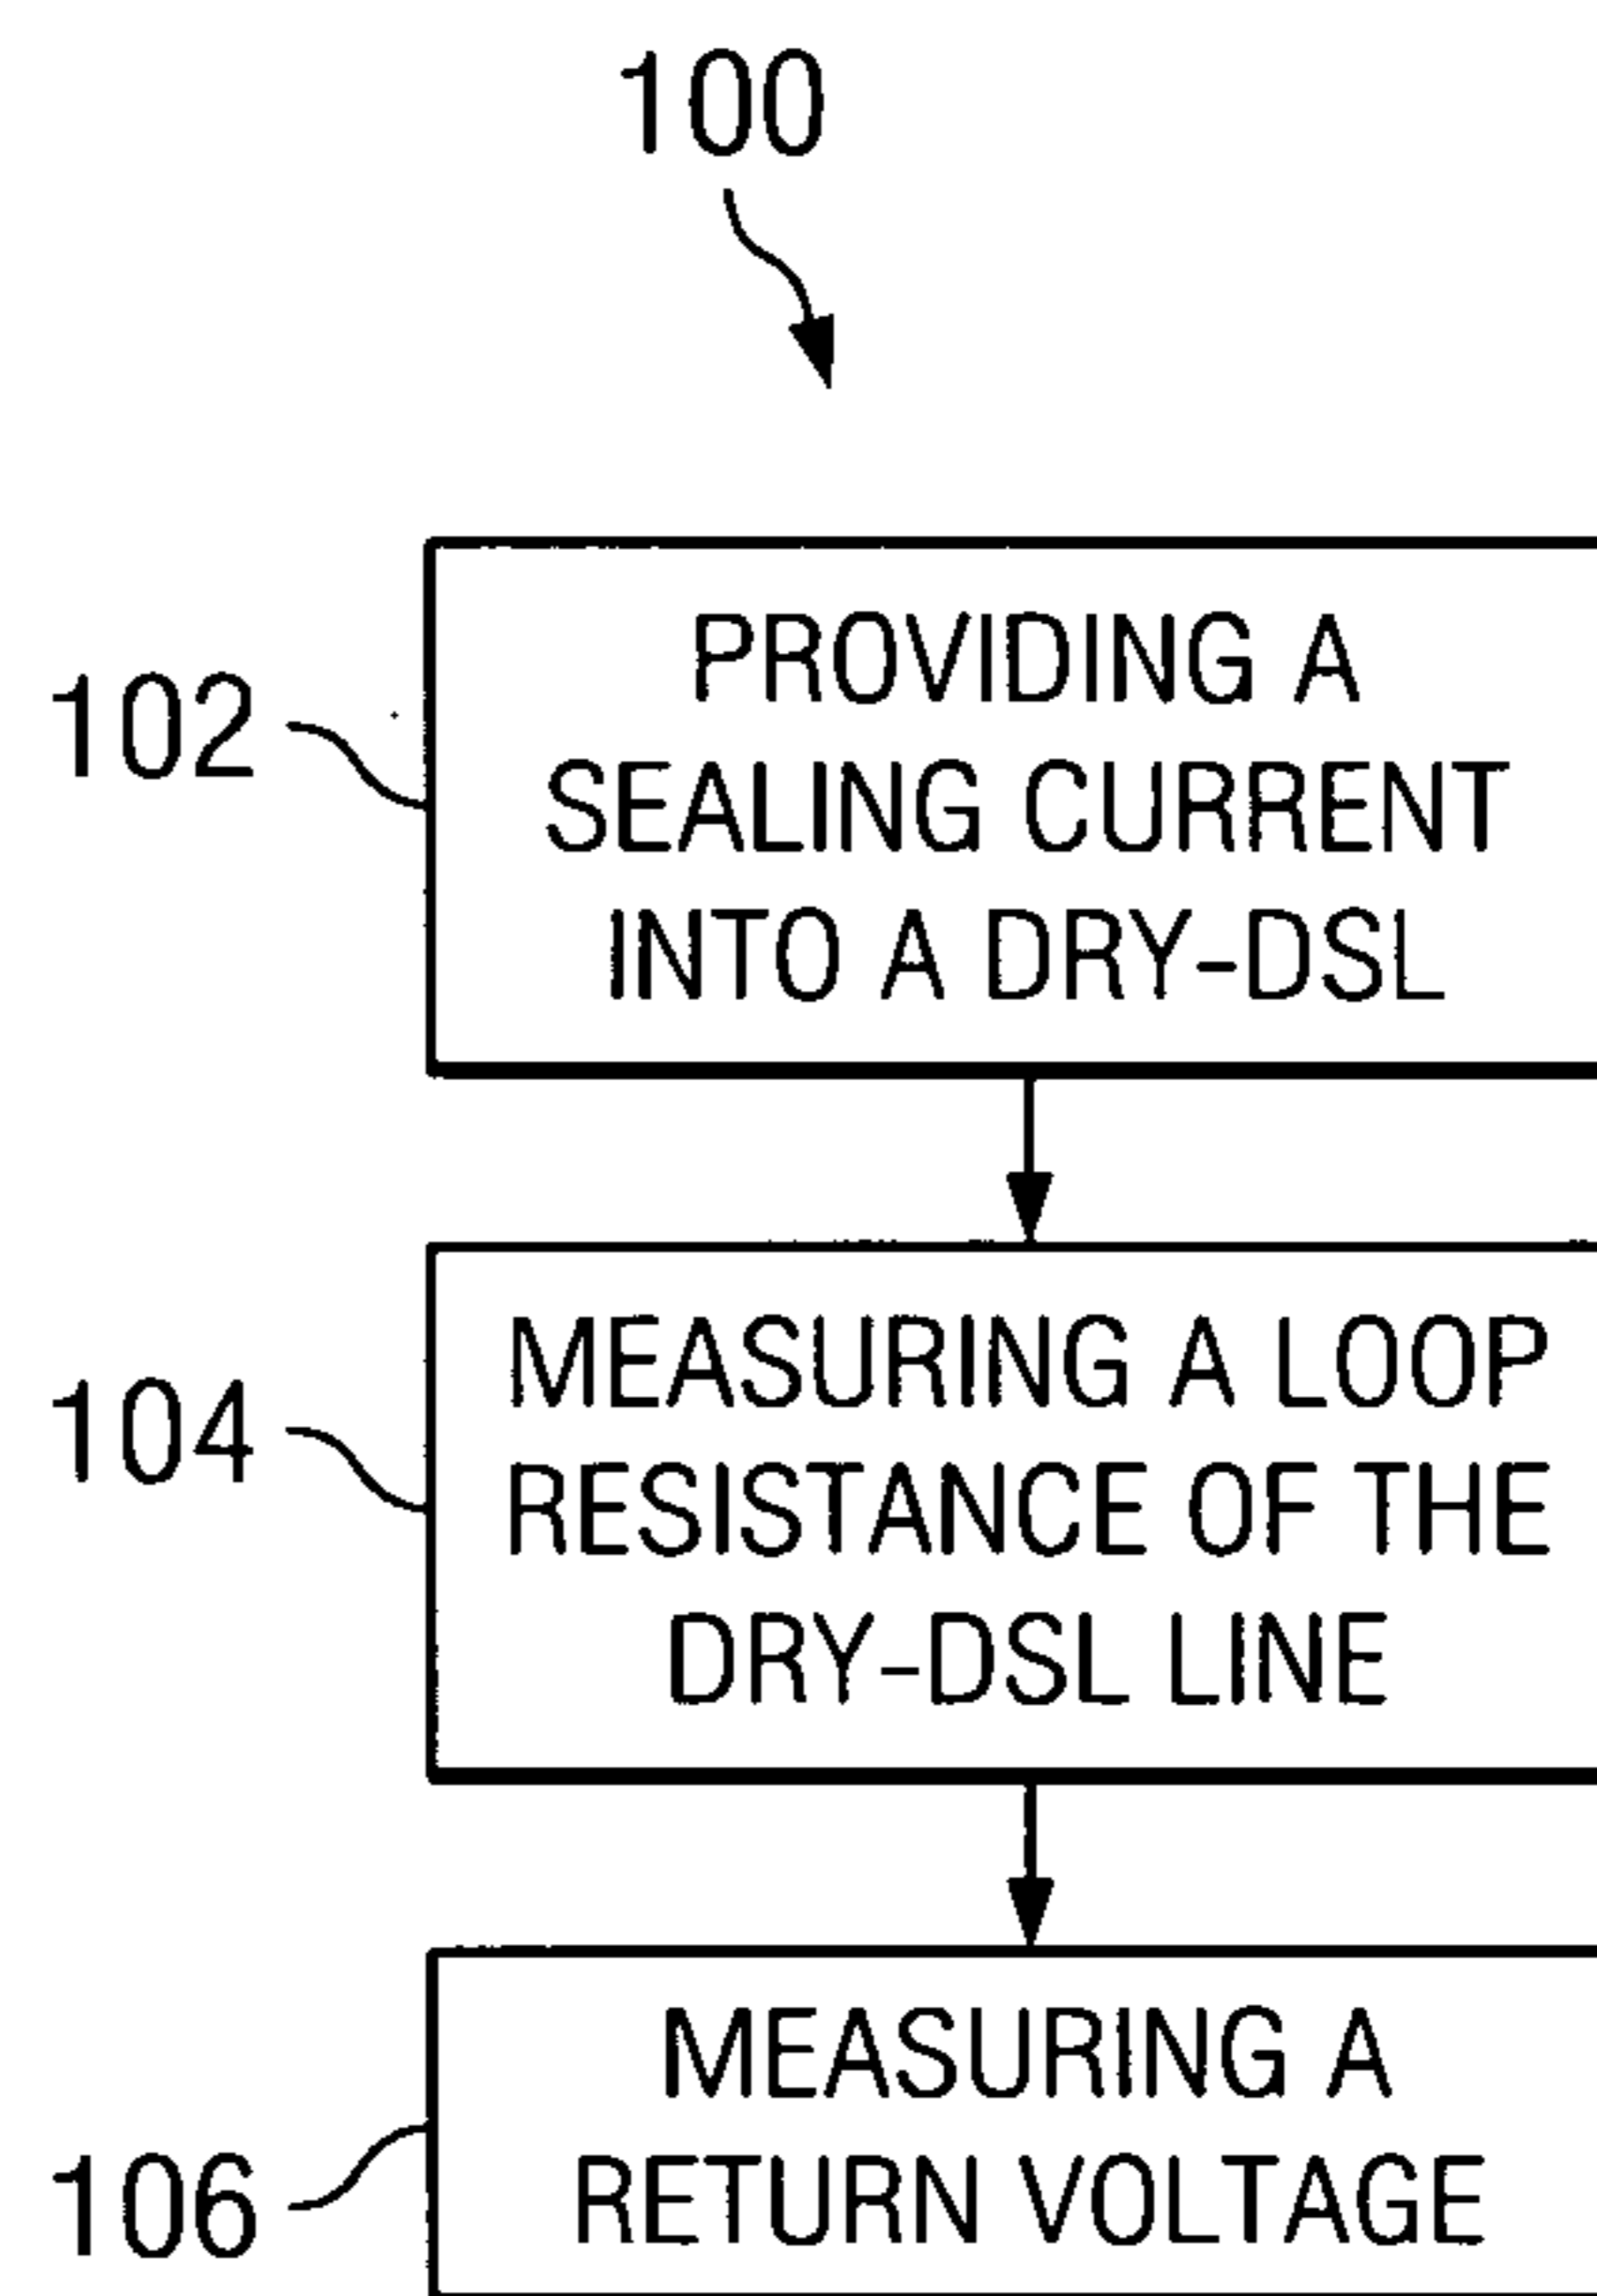 100
102
PROVIDING A
SEALING CURRENT
INTO A DRY-DSL
104
MEASURING A LOOP
RESISTANCE OF THE
DRY-DSL LINE
106
MEASURING A
RETURN VOLTAGE